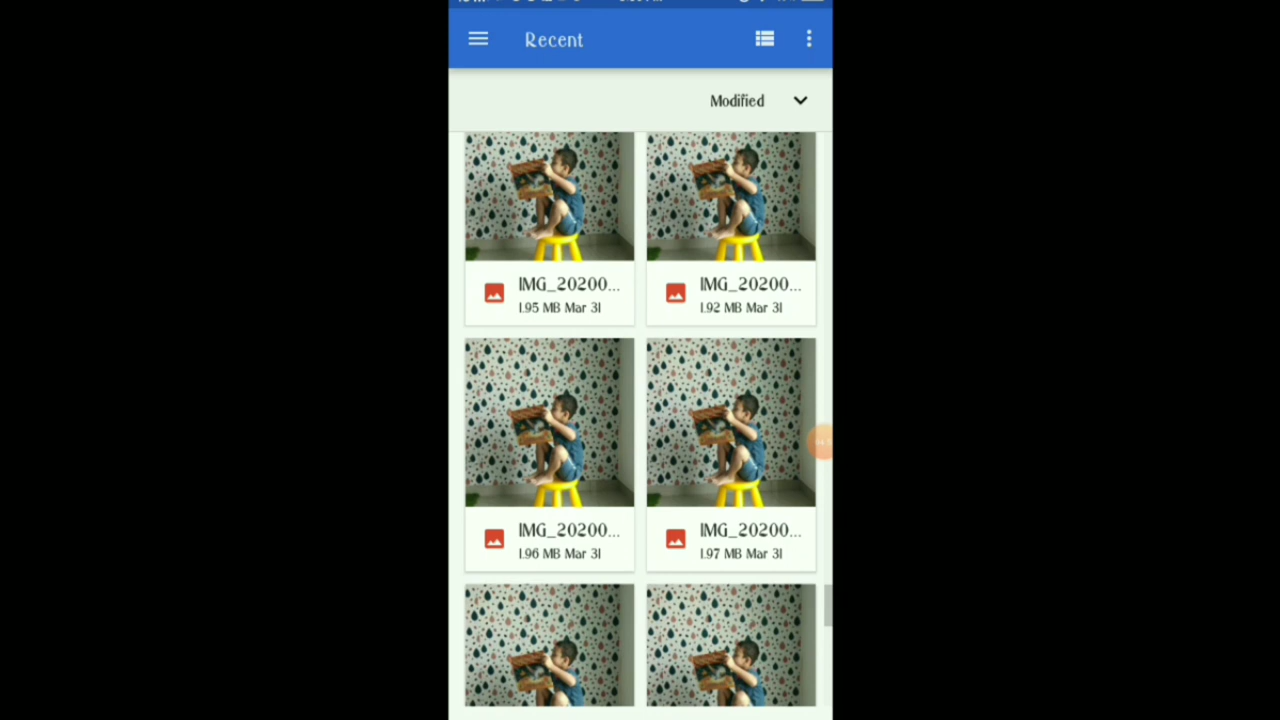 Recent
Modified
IMG_20200...
1.95 MB Mar 31
IMG_20200...
1.92 MB Mar 31
IMG_20200...
1.96 MB Mar 31
IMG_20200...
1.97 MB Mar 31